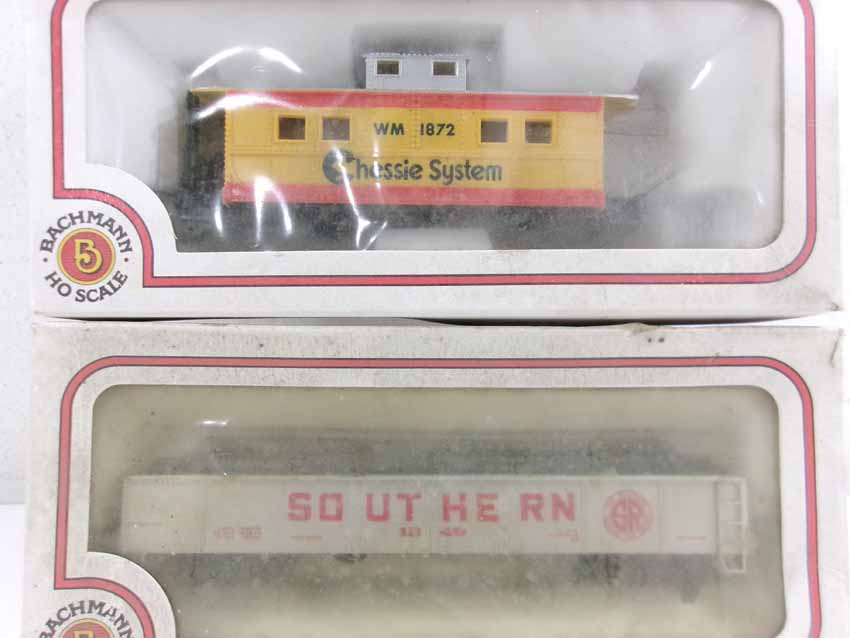 WM 1872
Chessie System
BACHMANN
B
HO SCALE
SOUTHERN
SR
BACHMANN
B